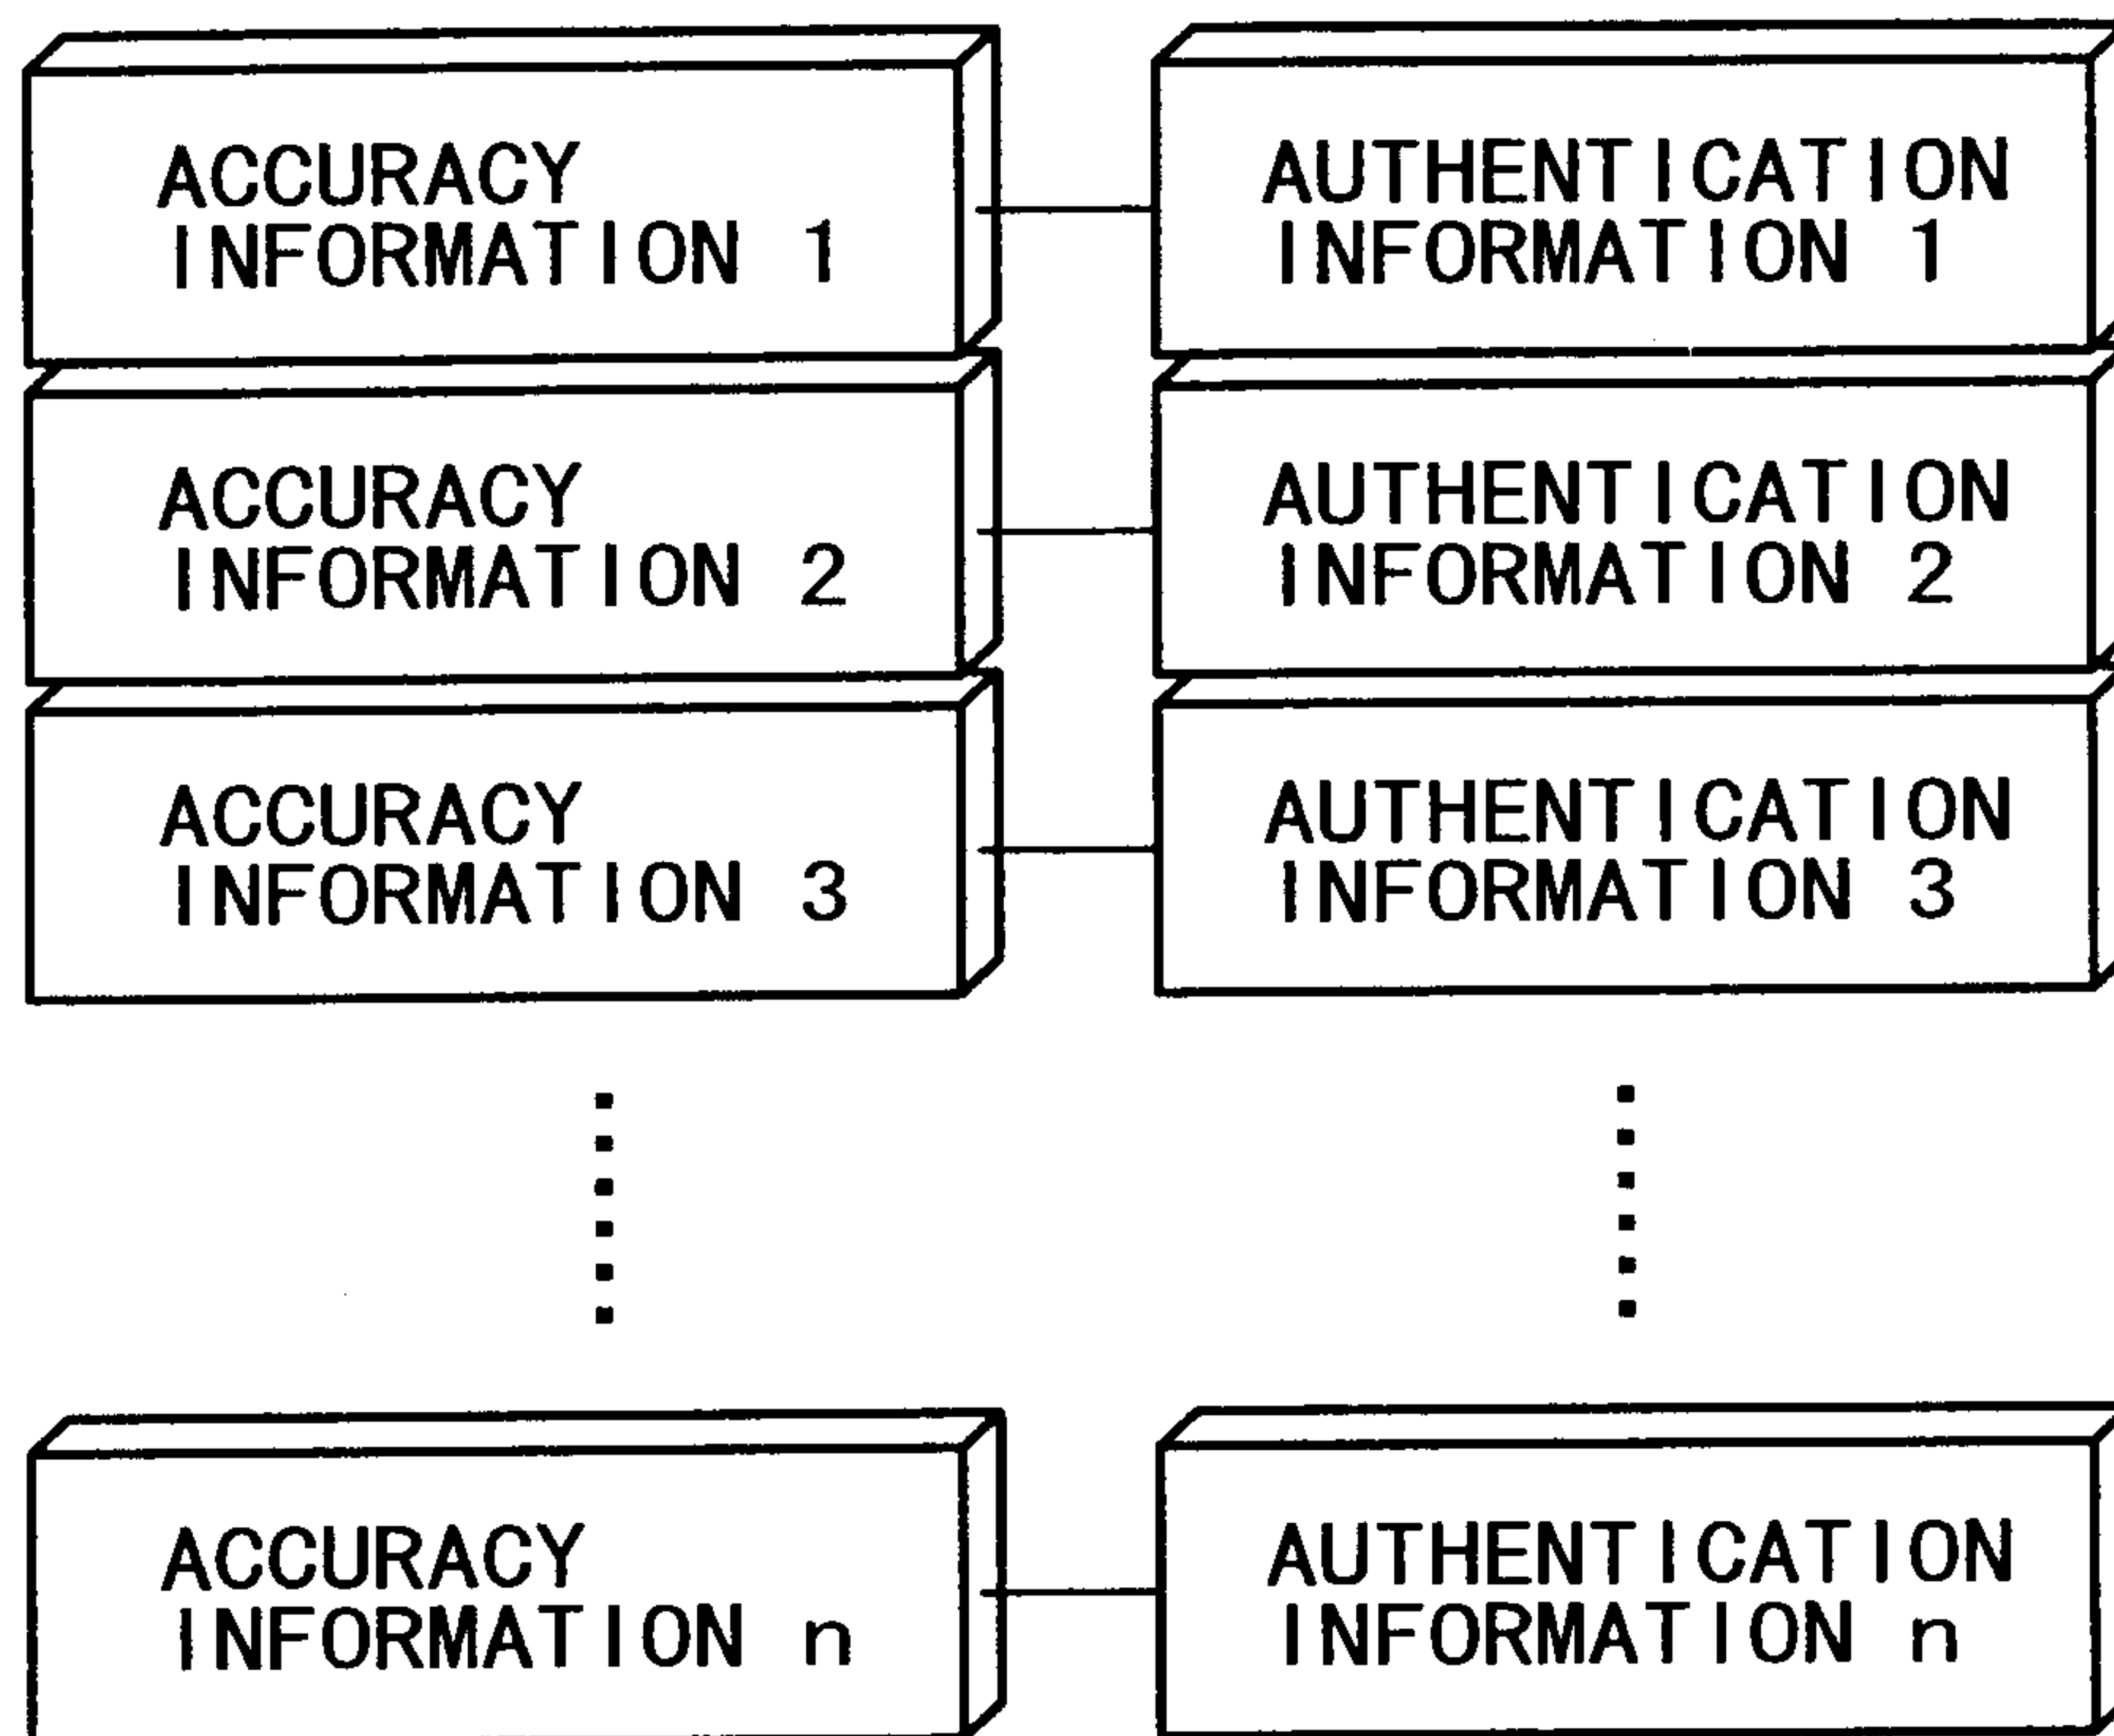 ACCURACY
INFORMATION 1
AUTHENTICATION
INFORMATION 1
ACCURACY
INFORMATION 2
AUTHENTICATION
INFORMATION 2
ACCURACY
INFORMATION 3
AUTHENTICATION
INFORMATION 3
ACCURACY
INFORMATION n
AUTHENTICATION
INFORMATION n